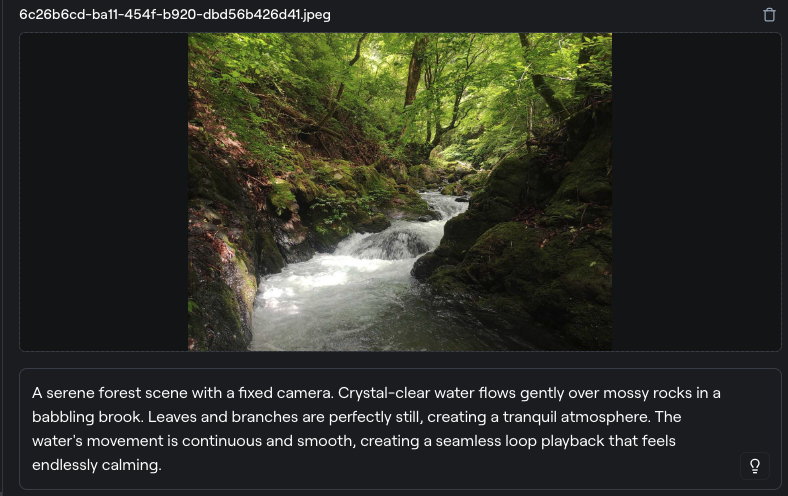 6c26b6cd-ba11-454f-b920-dbd56b426d41.jpeg
A serene forest scene with a fixed camera. Crystal-clear water flows gently over mossy rocks in a
babbling brook. Leaves and branches are perfectly still, creating a tranquil atmosphere. The
water's movement is continuous and smooth, creating a seamless loop playback that feels
endlessly calming.